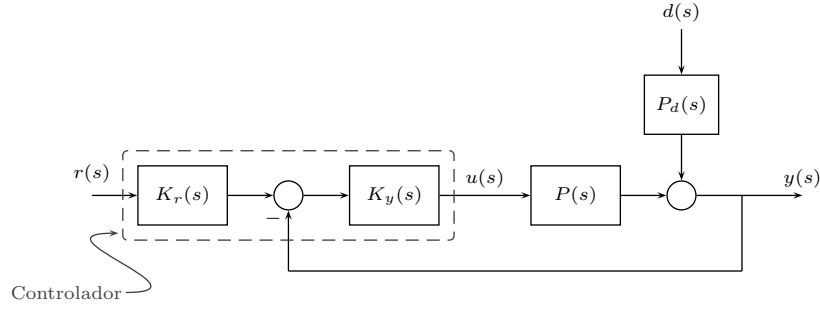 d(s)
P_d(s)
r(s)
K_r(s)
K_y(s)
u(s)
P(s)
y(s)
−
Controlador